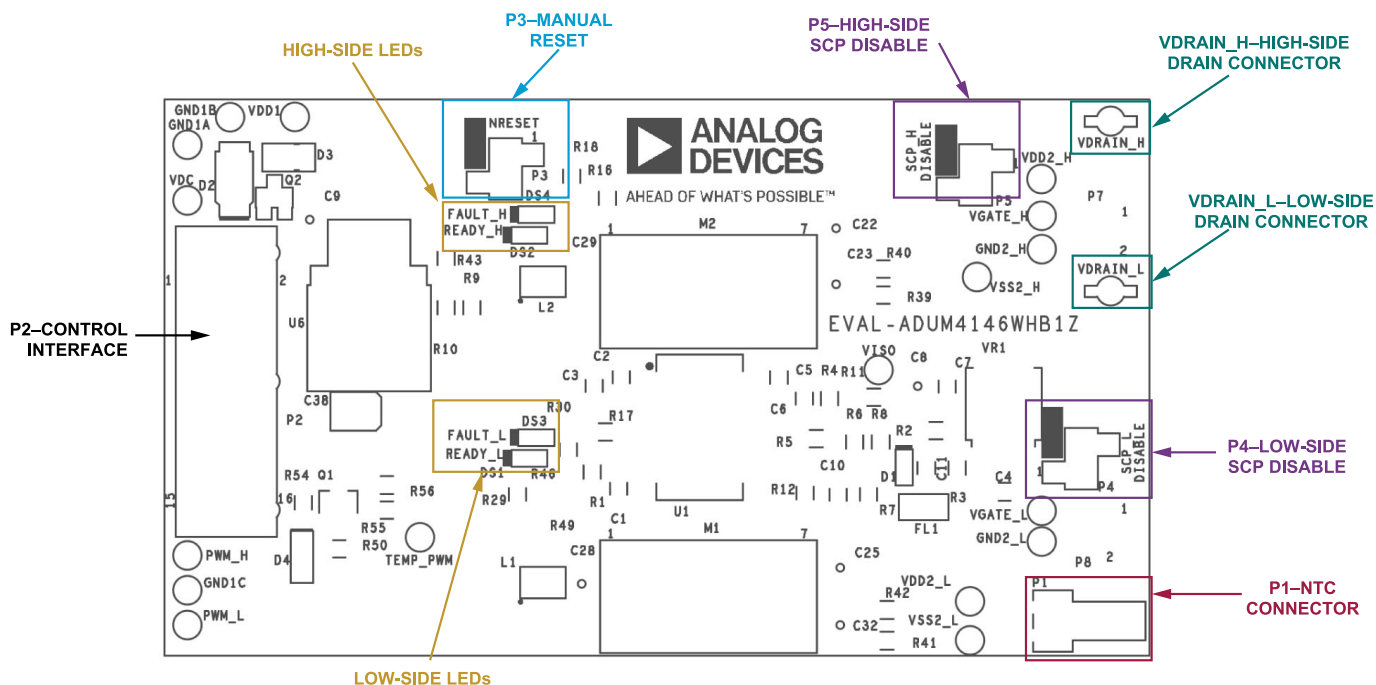 P3–MANUAL
RESET
P5–HIGH-SIDE
SCP DISABLE
HIGH-SIDE LEDs
VDRAIN_H–HIGH-SIDE
DRAIN CONNECTOR
GND1B
VDD1
GND1A
NRESET
1
P3
R18
R16
ANALOG
DEVICES
AHEAD OF WHAT'S POSSIBLE™
SCP_H
DISABLE
1
P5
VDRAIN_H
D3
D2
Q2
VDC
C9
DS4
FAULT_H
READY_H
DS2
C29
1
M2
7
C22
VDD2_H
VGATE_H
GND2_H
VSS2_H
P7
1
2
VDRAIN_L–LOW-SIDE
DRAIN CONNECTOR
VDRAIN_L
1
2
U6
R43
R9
L2
C23
R40
R39
P2–CONTROL
INTERFACE
R10
EVAL-ADUM4146WHB1Z
VISO
VR1
C2
C3
C5
R4
R11
C8
C7
C38
P2
R30
R17
DS3
FAULT_L
READY_L
DS1
R46
C6
R6
R8
R5
R2
SCP_L
DISABLE
1
P4
P4–LOW-SIDE
SCP DISABLE
R54
Q1
15
16
R56
R55
R50
R29
R1
R12
C10
D1
C11
C4
R7
R3
FL1
U1
R49
C1
1
M1
7
VGATE_L
GND2_L
1
2
P8
PWM_H
GND1C
PWM_L
D4
TEMP_PWM
L1
C28
C25
VDD2_L
VSS2_L
R42
C32
R41
P1
P1–NTC
CONNECTOR
LOW-SIDE LEDs